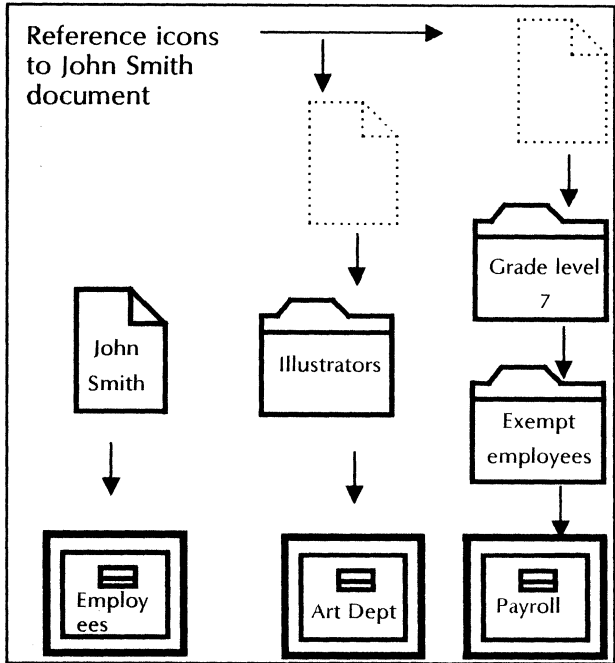 Reference icons
to John Smith
document
Grade level
7
John
Smith
Illustrators
Exempt
employees
Employ
ees
Art Dept
Payroll